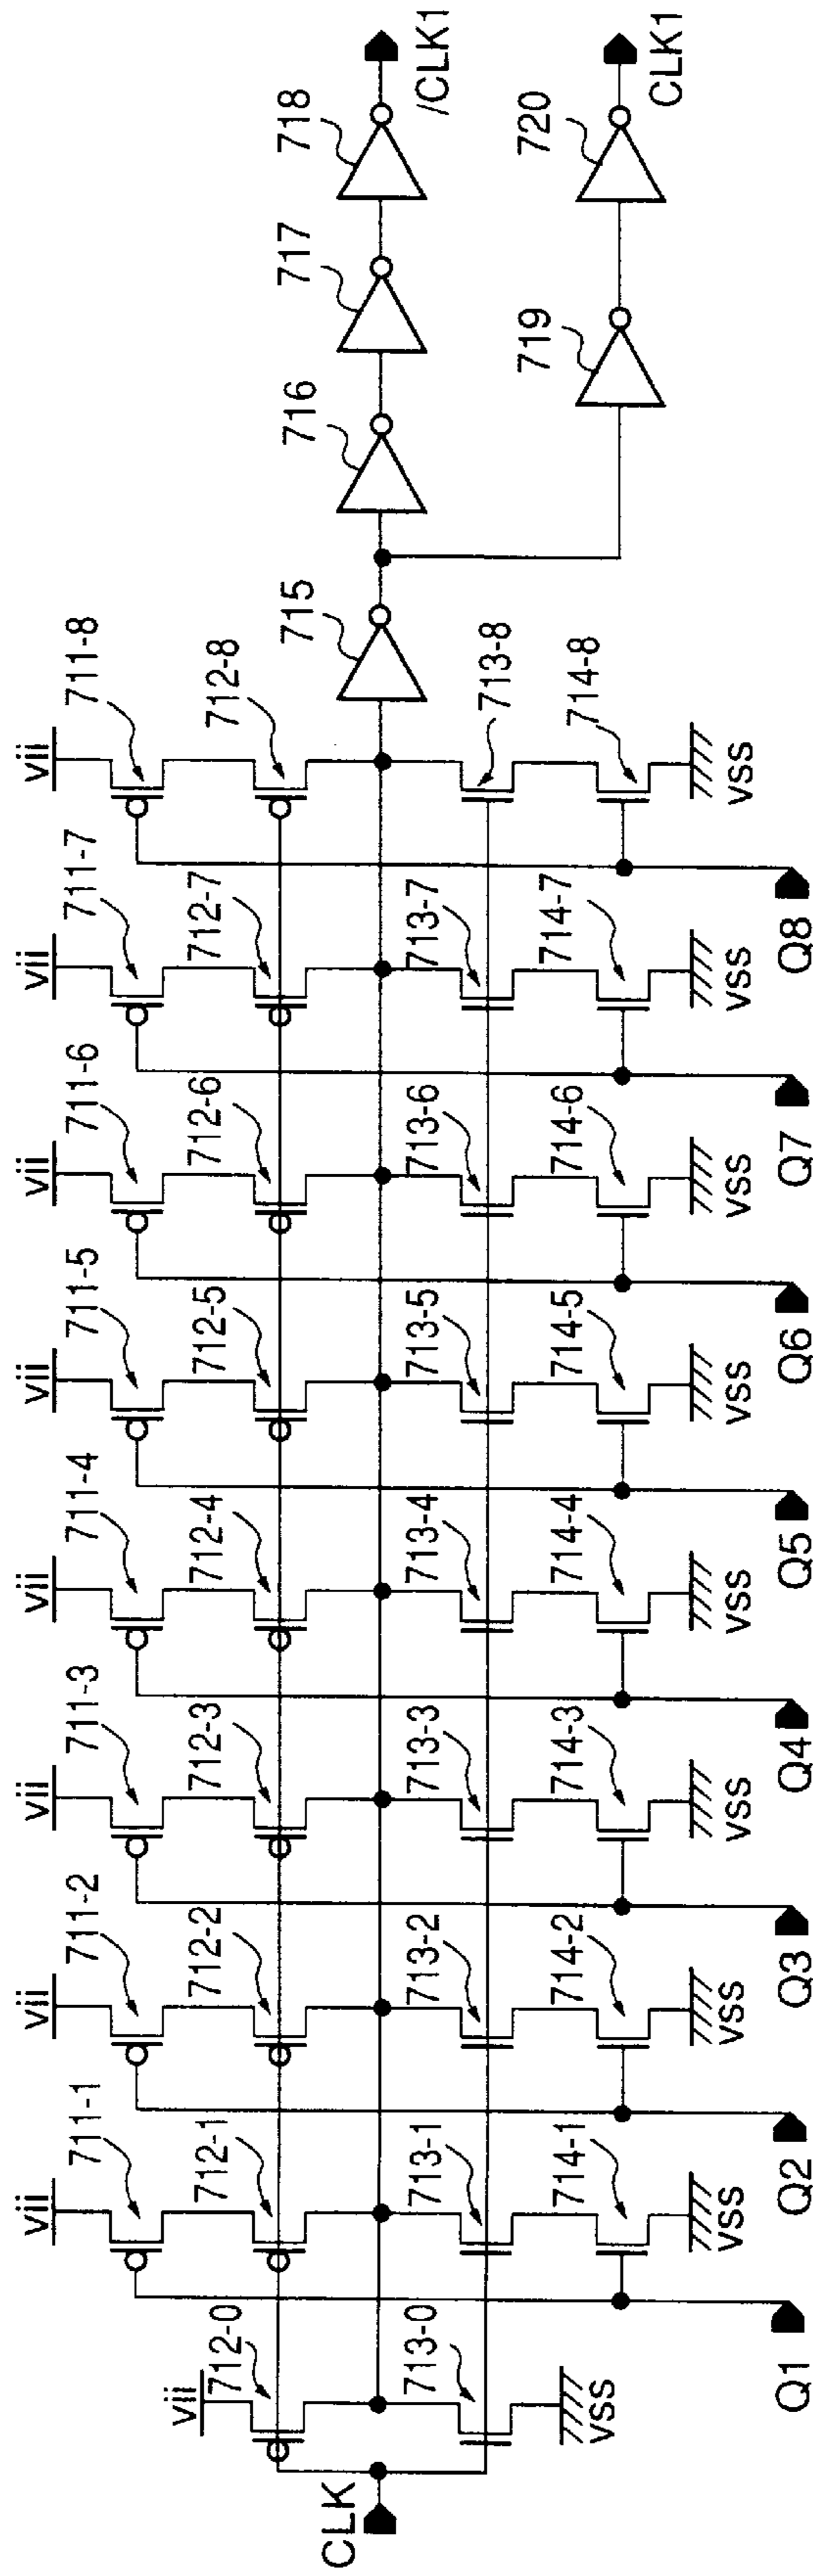 vii vii vii vii vii vii vii vii vii
711-1 711-2 711-3 711-4 711-5 711-6 711-7 711-8
712-0 712-1 712-2 712-3 712-4 712-5 712-6 712-7 712-8
CLK
715 716 717 718
/CLK1
713-0 713-1 713-2 713-3 713-4 713-5 713-6 713-7 713-8
714-1 714-2 714-3 714-4 714-5 714-6 714-7 714-8
719 720
CLK1
VSS VSS VSS VSS VSS VSS VSS VSS VSS
Q1 Q2 Q3 Q4 Q5 Q6 Q7 Q8